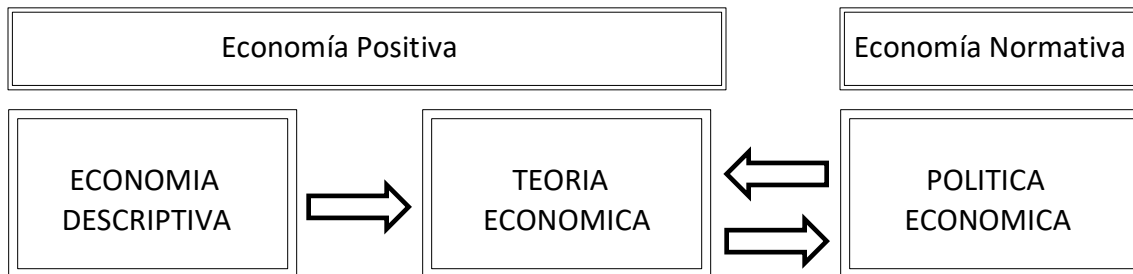 Economía Positiva
Economía Normativa
ECONOMIA
DESCRIPTIVA
TEORIA
ECONOMICA
POLITICA
ECONOMICA